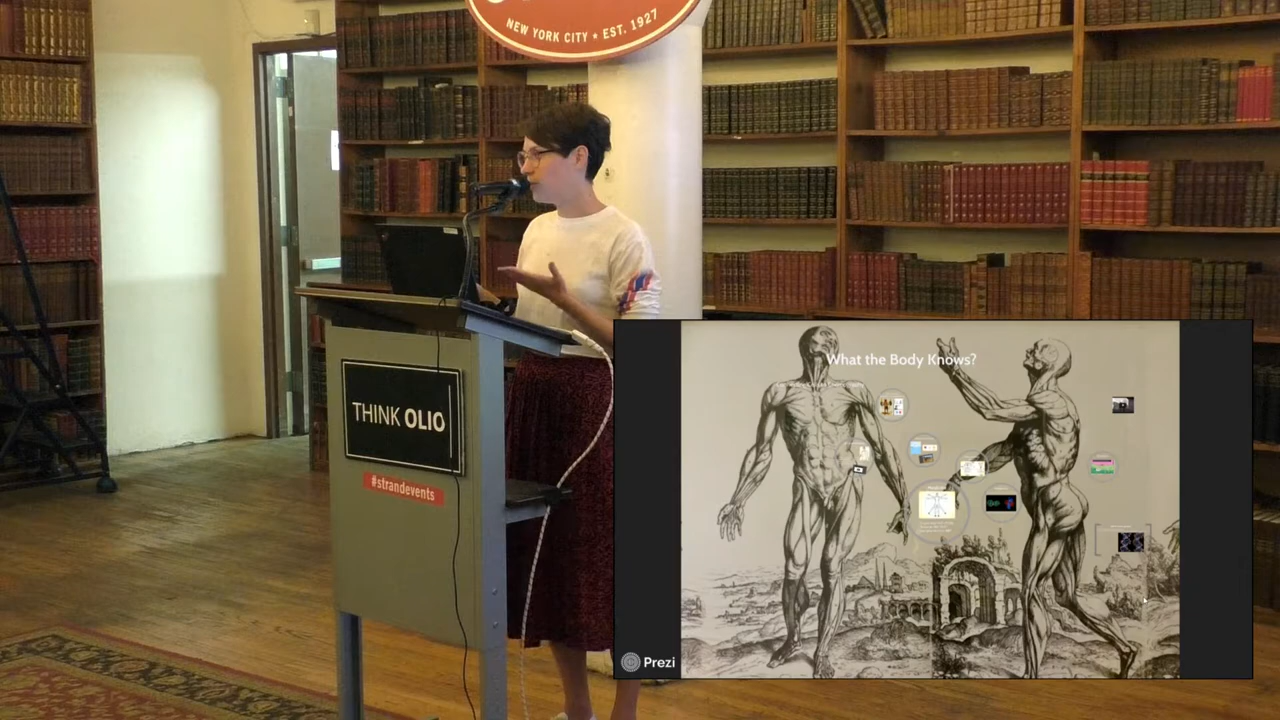 NEW YORK CITY ★ EST. 1927
THINK OLIO
#strandevents
What the Body Knows?
Prezi